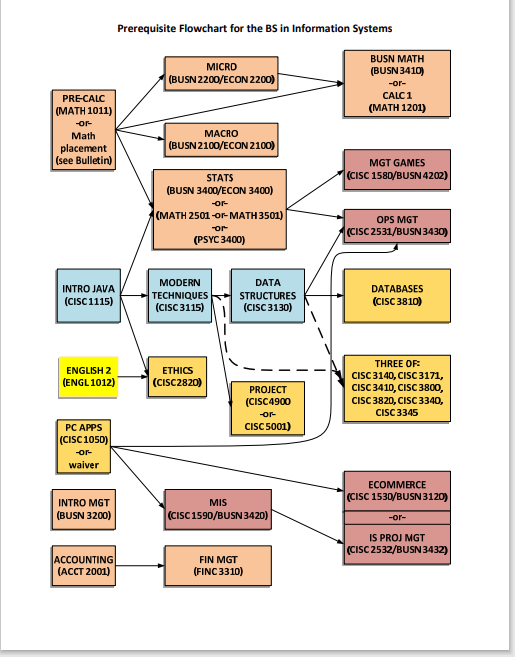 Prerequisite Flowchart for the BS in Information Systems
MICRO
(BUSN 2200/ECON 2200)
BUSN MATH
(BUSN 3410)
-or-
CALC 1
(MATH 1201)
PRE-CALC
(MATH 1011)
-or-
Math
placement
(see Bulletin)
MACRO
(BUSN 2100/ECON 2100)
STATS
(BUSN 3400/ECON 3400)
-or-
(MATH 2501 -or- MATH 3501)
-or-
(PSYC 3400)
MGT GAMES
(CISC 1580/BUSN 4202)
OPS MGT
(CISC 2531/BUSN 3430)
INTRO JAVA
(CISC 1115)
MODERN
TECHNIQUES
(CISC 3115)
DATA
STRUCTURES
(CISC 3130)
DATABASES
(CISC 3810)
ENGLISH 2
(ENGL 1012)
ETHICS
(CISC2820)
PROJECT
(CISC4900
-or-
CISC 5001)
THREE OF:
CISC 3140, CISC 3171,
CISC 3410, CISC 3800,
CISC 3820, CISC 3340,
CISC 3345
PC APPS
(CISC 1050)
-or-
waiver
INTRO MGT
(BUSN 3200)
MIS
(CISC 1590/BUSN 3420)
ECOMMERCE
(CISC 1530/BUSN 3120)
-or-
IS PROJ MGT
(CISC 2532/BUSN 3432)
ACCOUNTING
(ACCT 2001)
FIN MGT
(FINC 3310)